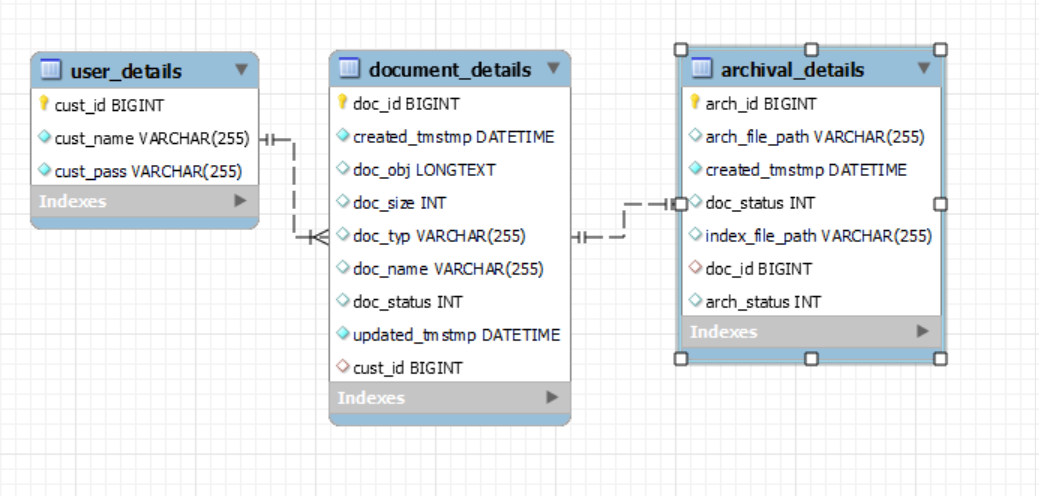 user_details
cust_id BIGINT
cust_name VARCHAR(255)
cust_pass VARCHAR(255)
Indexes
document_details
doc_id BIGINT
created_tmstmp DATETIME
doc_obj LONGTEXT
doc_size INT
doc_typ VARCHAR(255)
doc_name VARCHAR(255)
doc_status INT
updated_tmstmp DATETIME
cust_id BIGINT
Indexes
archival_details
arch_id BIGINT
arch_file_path VARCHAR(255)
created_tmstmp DATETIME
doc_status INT
index_file_path VARCHAR(255)
doc_id BIGINT
arch_status INT
Indexes